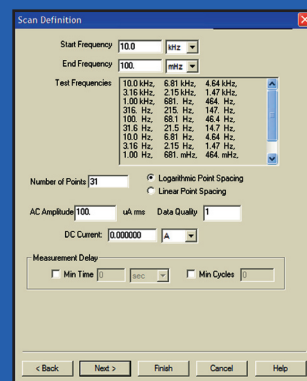 Scan Definition
Start Frequency 10.0 kHz
End Frequency 100. mHz
Test Frequencies
10.0 kHz, 6.81 kHz, 4.64 kHz,
3.16 kHz, 2.15 kHz, 1.47 kHz,
1.00 kHz, 681. Hz, 464. Hz,
316. Hz, 215. Hz, 147. Hz,
100. Hz, 68.1 Hz, 46.4 Hz,
31.6 Hz, 21.5 Hz, 14.7 Hz,
10.0 Hz, 6.81 Hz, 4.64 Hz,
3.16 Hz, 2.15 Hz, 1.47 Hz,
1.00 Hz, 681. mHz, 464. mHz,
Number of Points 31
Logarithmic Point Spacing
Linear Point Spacing
AC Amplitude 100. uA rms Data Quality 1
DC Current: 0.000000 A
Measurement Delay
Min Time 0 sec Min Cycles 0
< Back Next > Finish Cancel Help